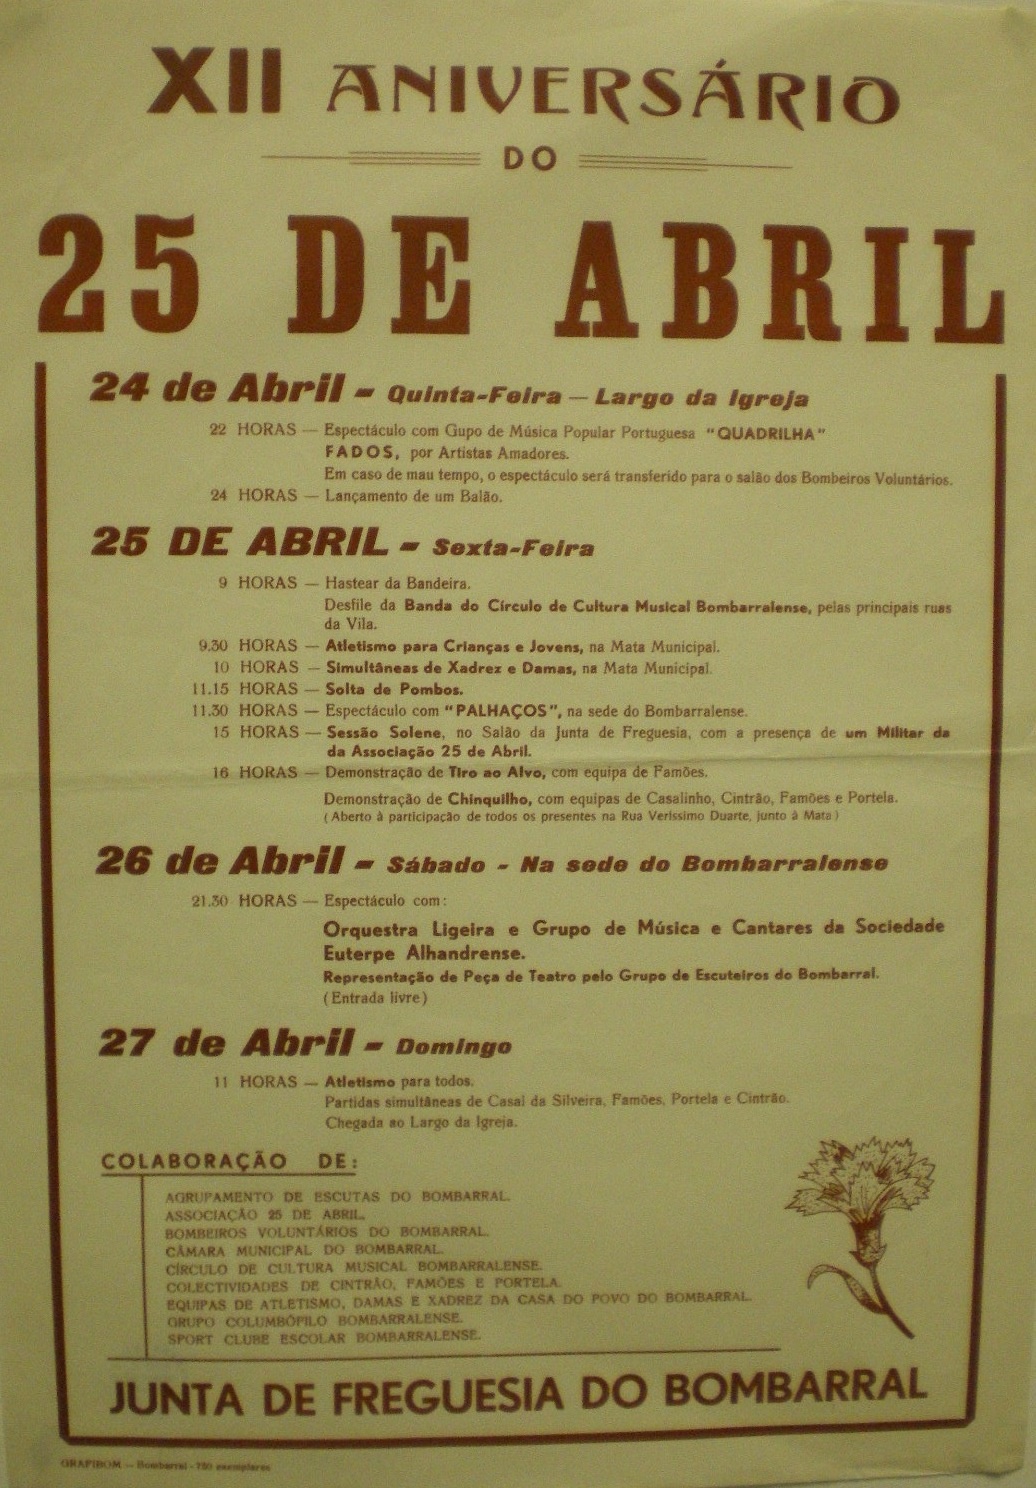 XII ANIVERSÁRIO
DO
25 DE ABRIL
24 de Abril - Quinta-Feira — Largo da Igreja
22 HORAS — Espectáculo com Gupo de Música Popular Portuguesa "QUADRILHA"
FADOS, por Artistas Amadores.
Em caso de mau tempo, o espectáculo será transferido para o salão dos Bombeiros Voluntários.
24 HORAS — Lançamento de um Balão.
25 DE ABRIL - Sexta-Feira
9 HORAS — Hastear da Bandeira.
Desfile da Banda do Círculo de Cultura Musical Bombarralense, pelas principais ruas
da Vila.
9.30 HORAS — Atletismo para Crianças e Jovens, na Mata Municipal.
10 HORAS — Simultâneas de Xadrez e Damas, na Mata Municipal.
11.15 HORAS — Solta de Pombos.
11.30 HORAS — Espectáculo com "PALHAÇOS", na sede do Bombarralense.
15 HORAS — Sessão Solene, no Salão da Junta de Freguesia, com a presença de um Militar da
da Associação 25 de Abril.
16 HORAS — Demonstração de Tiro ao Alvo, com equipa de Famões.
Demonstração de Chinquilho, com equipas de Casalinho, Cintrão, Famões e Portela.
(Aberto à participação de todos os presentes na Rua Veríssimo Duarte, junto à Mata)
26 de Abril - Sábado - Na sede do Bombarralense
21.30 HORAS — Espectáculo com:
Orquestra Ligeira e Grupo de Música e Cantares da Sociedade
Euterpe Alhandrense.
Representação de Peça de Teatro pelo Grupo de Escuteiros do Bombarral.
(Entrada livre)
27 de Abril - Domingo
11 HORAS — Atletismo para todos.
Partidas simultâneas de Casal da Silveira, Famões, Portela e Cintrão.
Chegada ao Largo da Igreja.
COLABORAÇÃO DE:
AGRUPAMENTO DE ESCUTAS DO BOMBARRAL.
ASSOCIAÇÃO 25 DE ABRIL.
BOMBEIROS VOLUNTÁRIOS DO BOMBARRAL.
CÂMARA MUNICIPAL DO BOMBARRAL.
CÍRCULO DE CULTURA MUSICAL BOMBARRALENSE.
COLECTIVIDADES DE CINTRÃO, FAMÕES E PORTELA.
EQUIPAS DE ATLETISMO, DAMAS E XADREZ DA CASA DO POVO DO BOMBARRAL.
GRUPO COLUMBÓFILO BOMBARRALENSE.
SPORT CLUBE ESCOLAR BOMBARRALENSE.
JUNTA DE FREGUESIA DO BOMBARRAL
GRAFIBOM — Bombarral - 750 exemplares